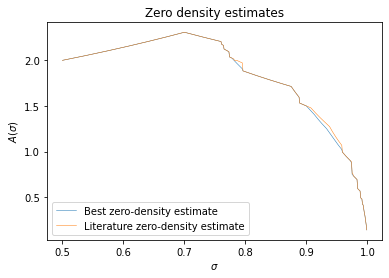 Zero density estimates
2.0
1.5
1.0
0.5
A(σ)
Best zero-density estimate
Literature zero-density estimate
0.5 0.6 0.7 0.8 0.9 1.0
σ